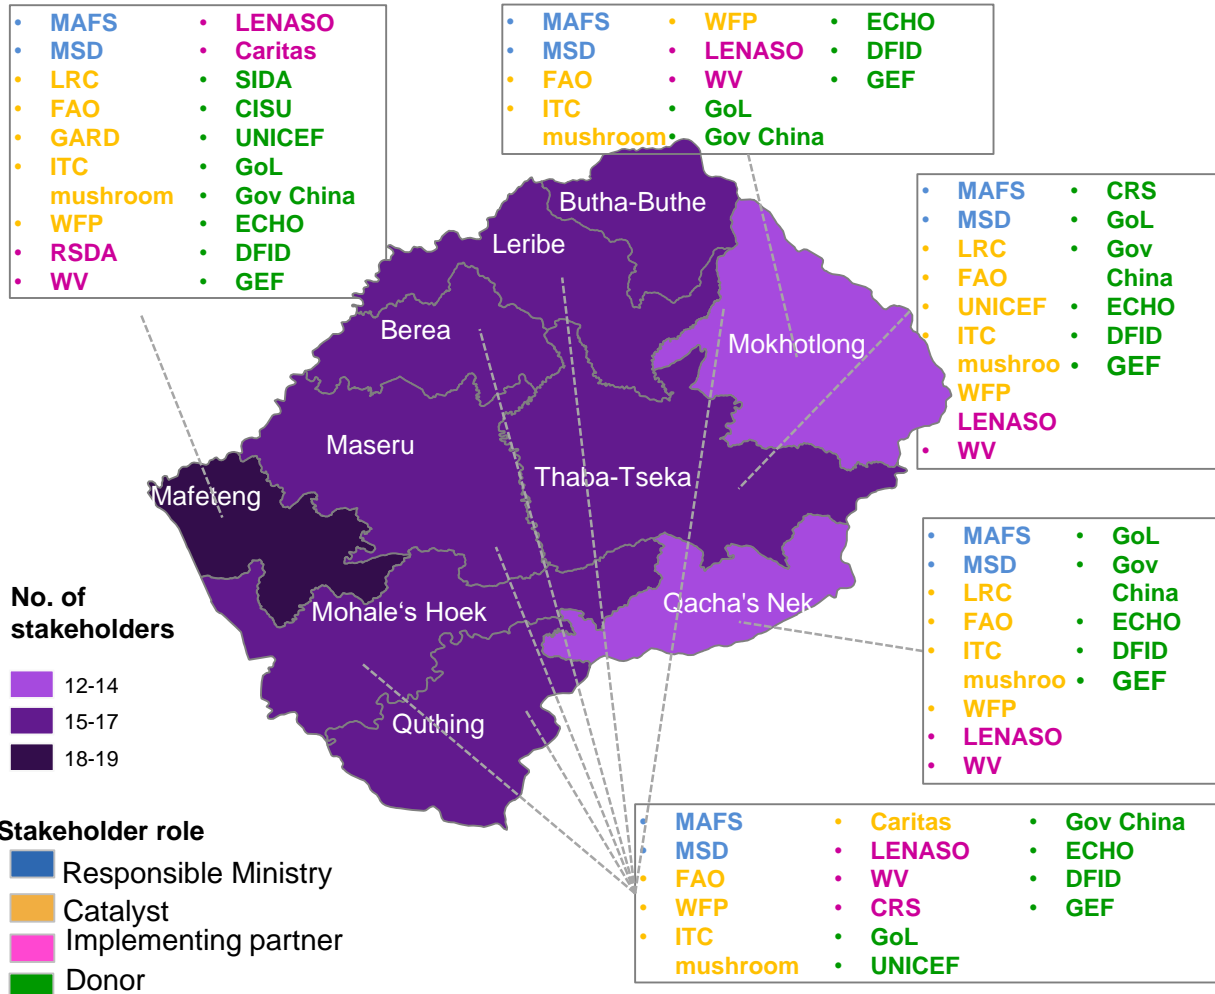 • MAFS
• MSD
• LRC
• FAO
• GARD
• ITC
mushroom
• WFP
• RSDA
• WV
• LENASO
• Caritas
• SIDA
• CISU
• UNICEF
• GoL
• Gov China
• ECHO
• DFID
• GEF
• MAFS
• MSD
• FAO
• ITC
mushroom
• WFP
• LENASO
• WV
• GoL
• Gov China
• ECHO
• DFID
• GEF
• MAFS
• MSD
• LRC
• FAO
• UNICEF
• ITC
mushroo
WFP
LENASO
• WV
• CRS
• GoL
• Gov
China
• ECHO
• DFID
• GEF
Butha-Buthe
Leribe
Berea
Mokhotlong
Maseru
Thaba-Tseka
Mafeteng
Mohale‘s Hoek
Qacha's Nek
Quthing
• MAFS
• MSD
• LRC
• FAO
• ITC
mushroo
• WFP
• LENASO
• WV
• GoL
• Gov
China
• ECHO
• DFID
• GEF
No. of
stakeholders
12-14
15-17
18-19
Stakeholder role
Responsible Ministry
Catalyst
Implementing partner
Donor
• MAFS
• MSD
• FAO
• WFP
• ITC
mushroom
• Caritas
• LENASO
• WV
• CRS
• GoL
• UNICEF
• Gov China
• ECHO
• DFID
• GEF